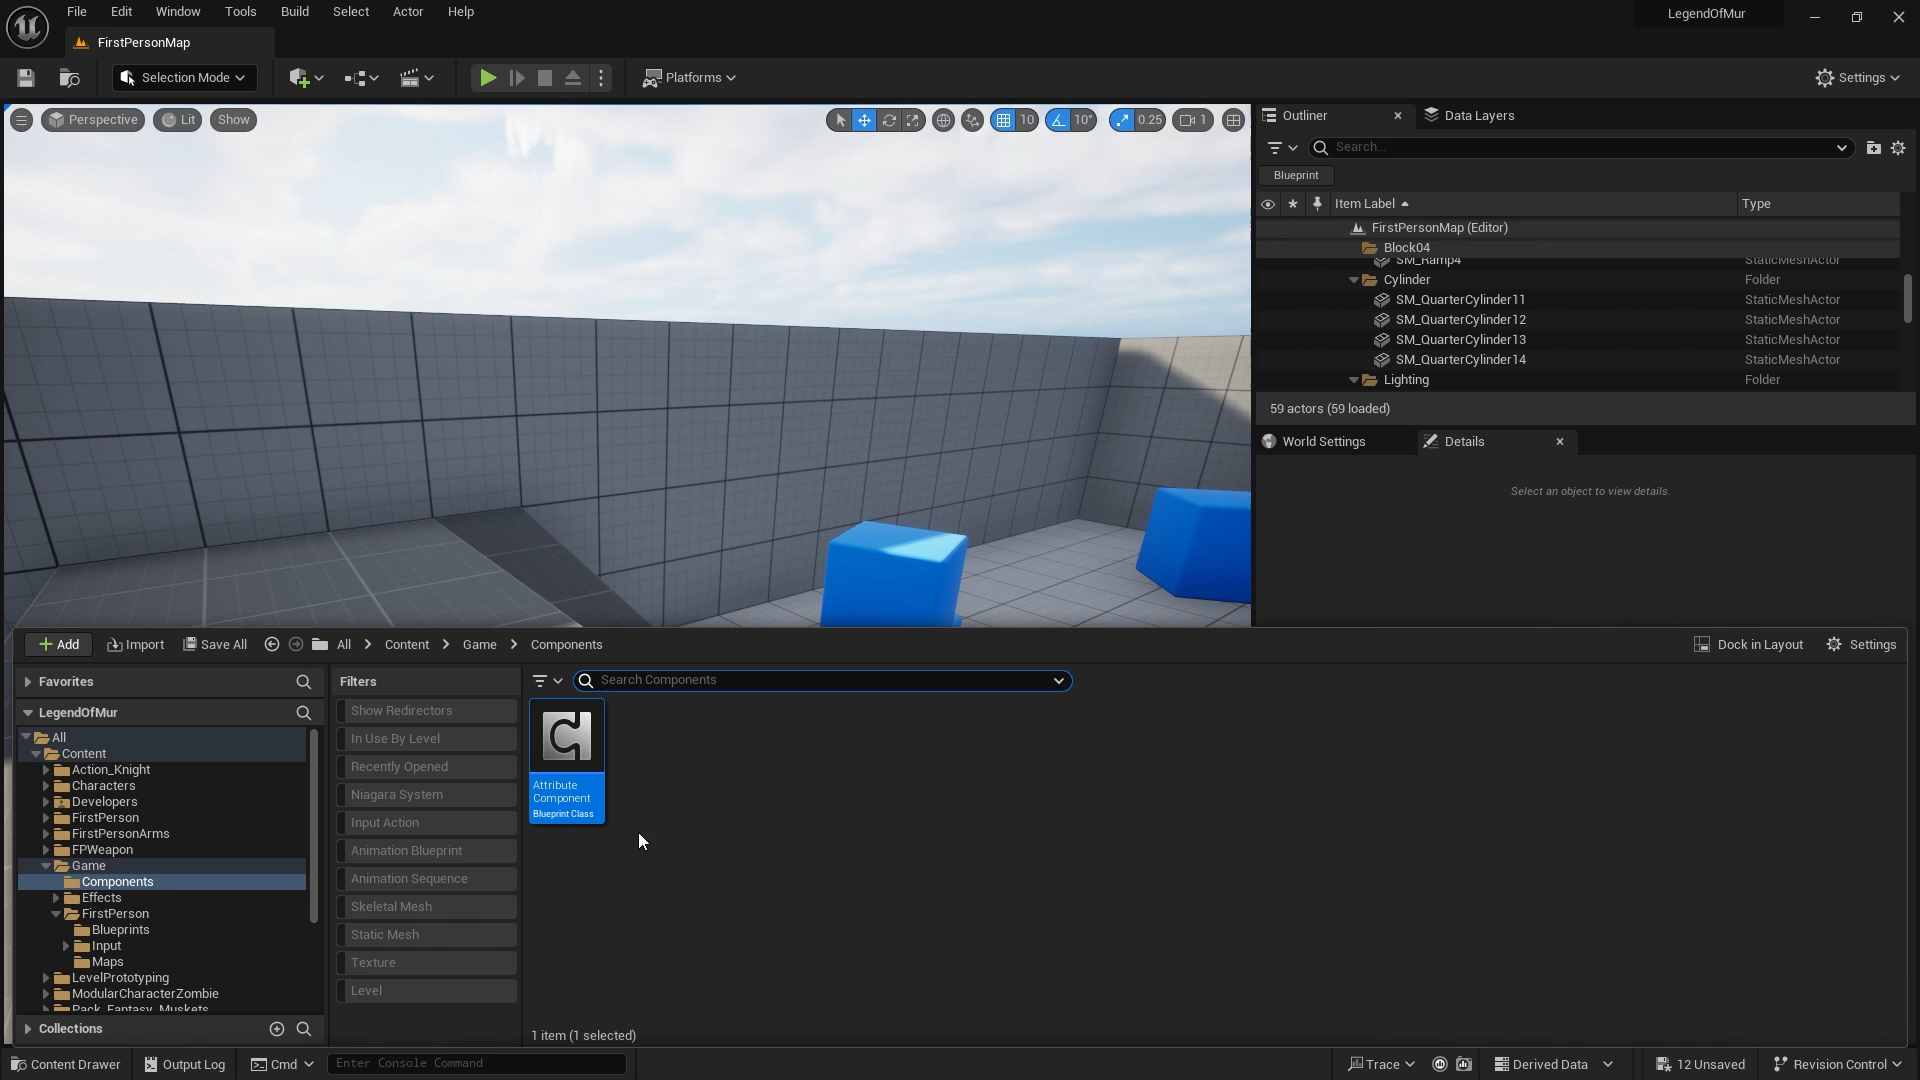 File Edit Window Tools Build Select Actor Help
LegendOfMur
FirstPersonMap
Selection Mode
Platforms
Settings
Perspective Lit Show
10 10° 0.25 1
Outliner Data Layers
Search...
Blueprint
Item Label Type
FirstPersonMap (Editor)
Block04
SM_Ramp4 StaticMeshActor
Cylinder Folder
SM_QuarterCylinder11 StaticMeshActor
SM_QuarterCylinder12 StaticMeshActor
SM_QuarterCylinder13 StaticMeshActor
SM_QuarterCylinder14 StaticMeshActor
Lighting Folder
59 actors (59 loaded)
World Settings Details
Select an object to view details.
Add Import Save All All Content Game Components
Dock in Layout Settings
Favorites
LegendOfMur
All
Content
Action_Knight
Characters
Developers
FirstPerson
FirstPersonArms
FPWeapon
Game
Components
Effects
FirstPerson
Blueprints
Input
Maps
LevelPrototyping
ModularCharacterZombie
Pack_Fantasy_Muskets
Collections
Filters
Show Redirectors
In Use By Level
Recently Opened
Niagara System
Input Action
Animation Blueprint
Animation Sequence
Skeletal Mesh
Static Mesh
Texture
Level
Search Components
Attribute
Component
Blueprint Class
1 item (1 selected)
Content Drawer Output Log Cmd Enter Console Command
Trace Derived Data 12 Unsaved Revision Control